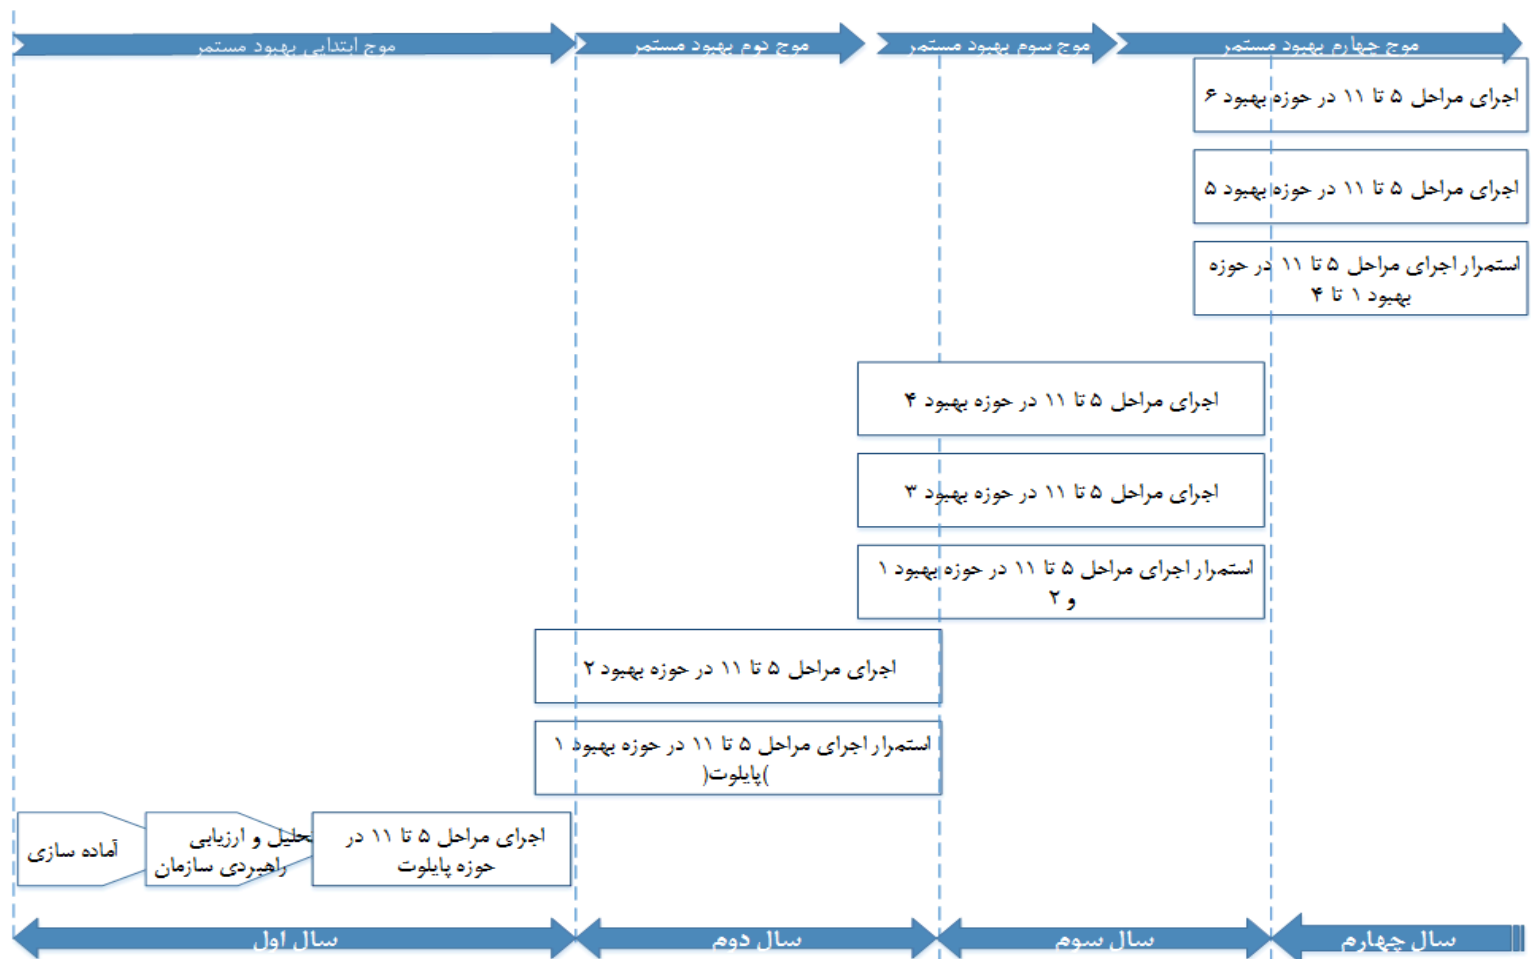 موج ابتدایی بهبود مستمر
موج دوم بهبود مستمر
موج سوم بهبود مستمر
موج چهارم بهبود مستمر
اجرای مراحل ۵ تا ۱۱ در حوزه بهبود ۶
اجرای مراحل ۵ تا ۱۱ در حوزه بهبود ۵
استمرار اجرای مراحل ۵ تا ۱۱ در حوزه
بهبود ۱ تا ۴
اجرای مراحل ۵ تا ۱۱ در حوزه بهبود ۴
اجرای مراحل ۵ تا ۱۱ در حوزه بهبود ۳
استمرار اجرای مراحل ۵ تا ۱۱ در حوزه بهبود ۱
و ۲
اجرای مراحل ۵ تا ۱۱ در حوزه بهبود ۲
استمرار اجرای مراحل ۵ تا ۱۱ در حوزه بهبود ۱
(پایلوت)
آماده سازی
تحلیل و ارزیابی
راهبردی سازمان
اجرای مراحل ۵ تا ۱۱ در
حوزه پایلوت
سال اول
سال دوم
سال سوم
سال چهارم